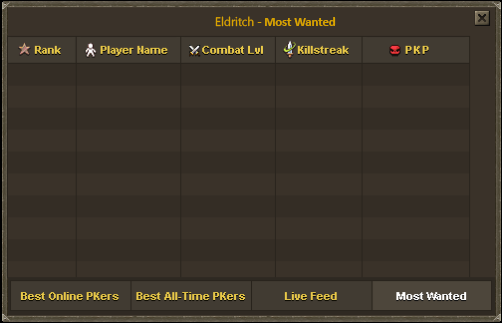 Eldritch - Most Wanted
Rank Player Name Combat Lvl Killstreak PKP
Best Online PKers Best All-Time PKers Live Feed Most Wanted